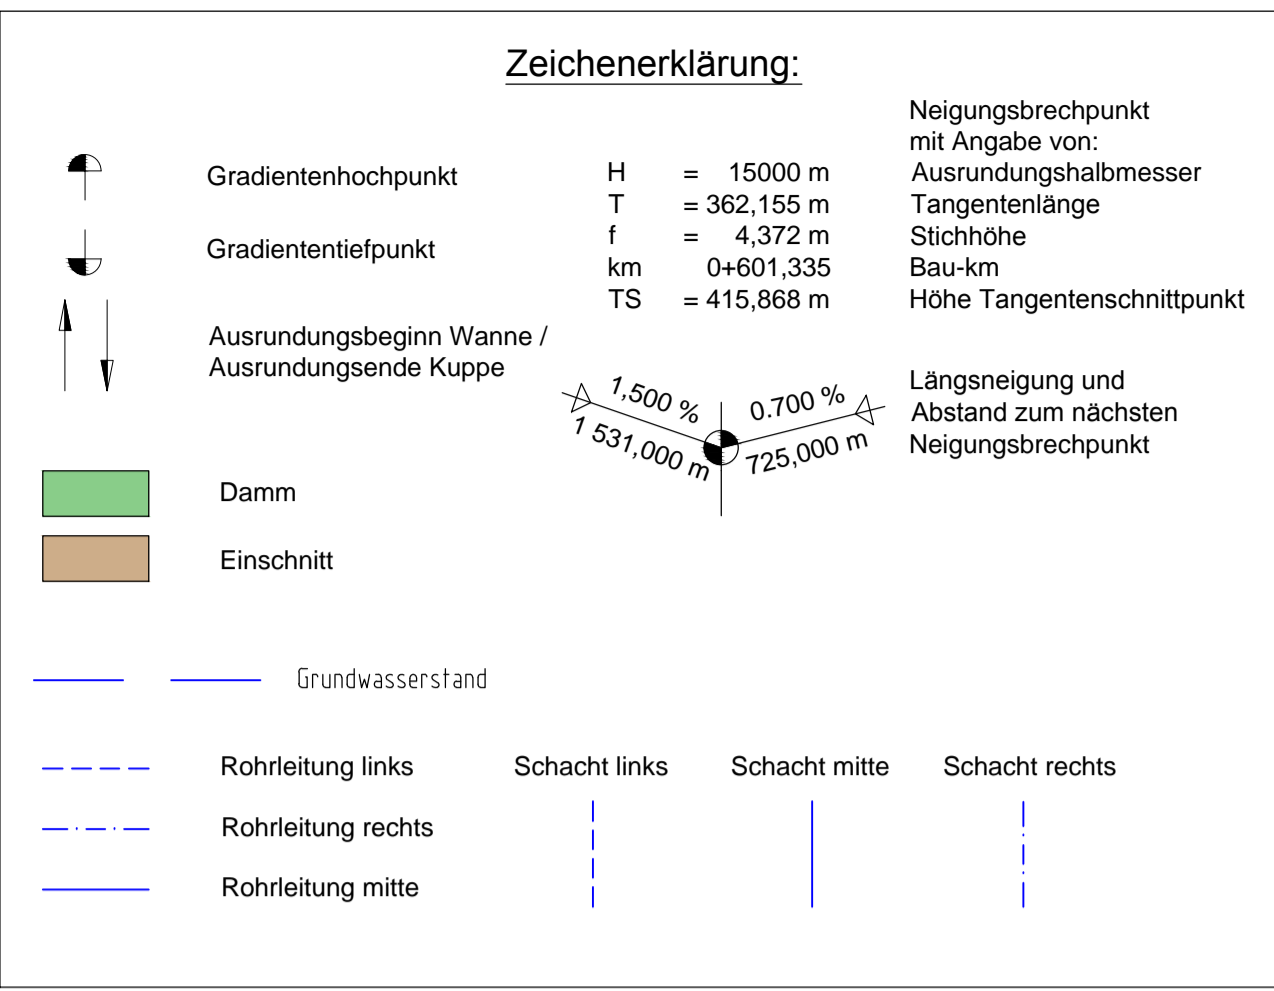 Zeichenerklärung:
Gradientenhochpunkt
Gradiententiefpunkt
Ausrundungsbeginn Wanne /
Ausrundungsende Kuppe
Damm
Einschnitt
Neigungsbrechpunkt
mit Angabe von:
H = 15000 m Ausrundungshalbmesser
T = 362,155 m Tangentenlänge
f = 4,372 m Stichhöhe
km 0+601,335 Bau-km
TS = 415,868 m Höhe Tangentenschnittpunkt
1,500 %
1 531,000 m
0.700 %
725,000 m
Längsneigung und
Abstand zum nächsten
Neigungsbrechpunkt
Grundwasserstand
Rohrleitung links
Rohrleitung rechts
Rohrleitung mitte
Schacht links
Schacht mitte
Schacht rechts